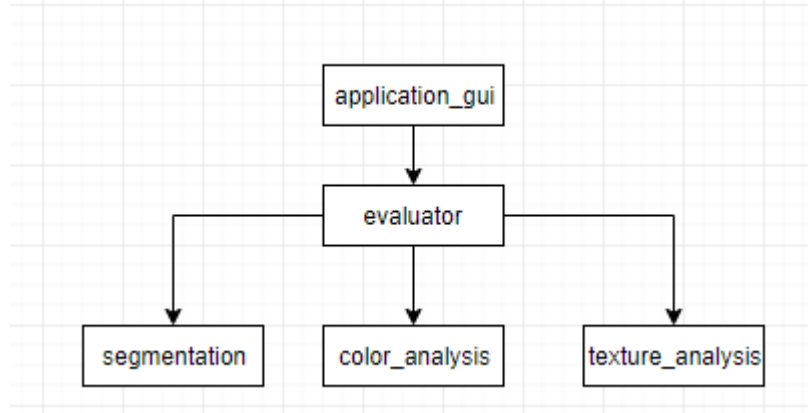 application_gui
evaluator
segmentation
color_analysis
texture_analysis